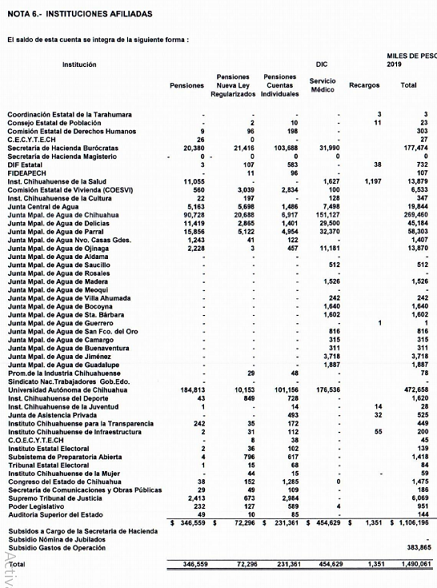 NOTA 6.- INSTITUCIONES AFILIADAS
El saldo de esta cuenta se integra de la siguiente forma :
MILES DE PESO
Institución DIC 2019
Pensiones Pensiones Nueva Ley Regularizados Pensiones Cuentas Individuales Servicio Médico Recargos Total
Coordinación Estatal de la Tarahumara - - - - 3 3
Consejo Estatal de Población - 2 10 - 11 23
Comisión Estatal de Derechos Humanos 9 96 198 - - 303
C.E.C.Y.T.E.CH 26 0 - - - 27
Secretaría de Hacienda Burócratas 20,380 21,416 103,688 31,990 - 177,474
Secretaría de Hacienda Magisterio - 0 - 0 0 0 0
DIF Estatal 3 107 583 - 38 732
FIDEAPECH - 11 96 - - 107
Inst. Chihuahuense de la Salud 11,055 - - 1,627 1,197 13,879
Comisión Estatal de Vivienda (COESVI) 560 3,039 2,834 100 - 6,533
Inst. Chihuahuense de la Cultura 22 197 - 128 - 347
Junta Central de Agua 5,163 5,698 1,486 7,498 - 19,844
Junta Mpal. de Agua de Chihuahua 90,728 20,688 6,917 151,127 - 269,460
Junta Mpal. de Agua de Delicias 11,419 2,865 1,401 29,500 - 45,184
Junta Mpal. de Agua de Parral 15,856 5,122 4,954 32,370 - 58,303
Junta Mpal. de Agua Nvo. Casas Gdes. 1,243 41 122 - - 1,407
Junta Mpal. de Agua de Ojinaga 2,228 3 457 11,181 - 13,870
Junta Mpal. de Agua de Aldama - - - - - -
Junta Mpal. de Agua de Saucillo - - - 512 - 512
Junta Mpal. de Agua de Rosales - - - - - -
Junta Mpal. de Agua de Madera - - - 1,526 - 1,526
Junta Mpal. de Agua de Meoqui - - - - - -
Junta Mpal. de Agua de Villa Ahumada - - - 242 - 242
Junta Mpal. de Agua de Bocoyna - - - 1,640 - 1,640
Junta Mpal. de Agua de Sta. Bárbara - - - 1,602 - 1,602
Junta Mpal. de Agua de Guerrero - - - - 1 1
Junta Mpal. de Agua de San Fco. del Oro - - - 816 - 816
Junta Mpal. de Agua de Camargo - - - 315 - 315
Junta Mpal. de Agua de Buenaventura - - - 311 - 311
Junta Mpal. de Agua de Jiménez - - - 3,718 - 3,718
Junta Mpal. de Agua de Guadalupe - - - 1,887 - 1,887
Prom.de la Industria Chihuahuense - 29 48 - - 78
Sindicato Nac.Trabajadores Gob.Edo. - - - - - -
Universidad Autónoma de Chihuahua 184,813 10,153 101,156 176,536 - 472,658
Inst. Chihuahuense del Deporte 43 849 728 - - 1,620
Inst. Chihuahuense de la Juventud 1 - 14 - 14 28
Junta de Asistencia Privada - - 493 - 32 525
Instituto Chihuahuense para la Transparencia 242 35 172 - - 449
Instituto Chihuahuense de Infraestructura 2 31 112 - 55 200
C.O.E.C.Y.T.E.CH - 8 38 - - 45
Instituto Estatal Electoral 2 36 102 - - 139
Subsistema de Preparatoria Abierta 4 796 617 - - 1,418
Tribunal Estatal Electoral 1 15 68 - - 84
Instituto Chihuahuense de la Mujer - 44 15 - - 59
Congreso del Estado de Chihuahua 38 152 1,285 0 - 1,475
Secretaría de Comunicaciones y Obras Públicas 29 49 109 - - 186
Supremo Tribunal de Justicia 2,413 673 2,984 - - 6,069
Poder Legislativo 232 127 589 4 - 951
Auditoría Superior del Estado 49 10 85 - - 144
$ 346,559 72,296 $ 231,361 $ 454,629 $ 1,351 $ 1,106,196
Subsidos a Cargo de la Secretaría de Hacienda
Subsidio Nómina de Jubilados -
Subsidio Gastos de Operación 383,865
Total 346,559 72,296 231,361 454,629 1,351 1,490,061
Activ